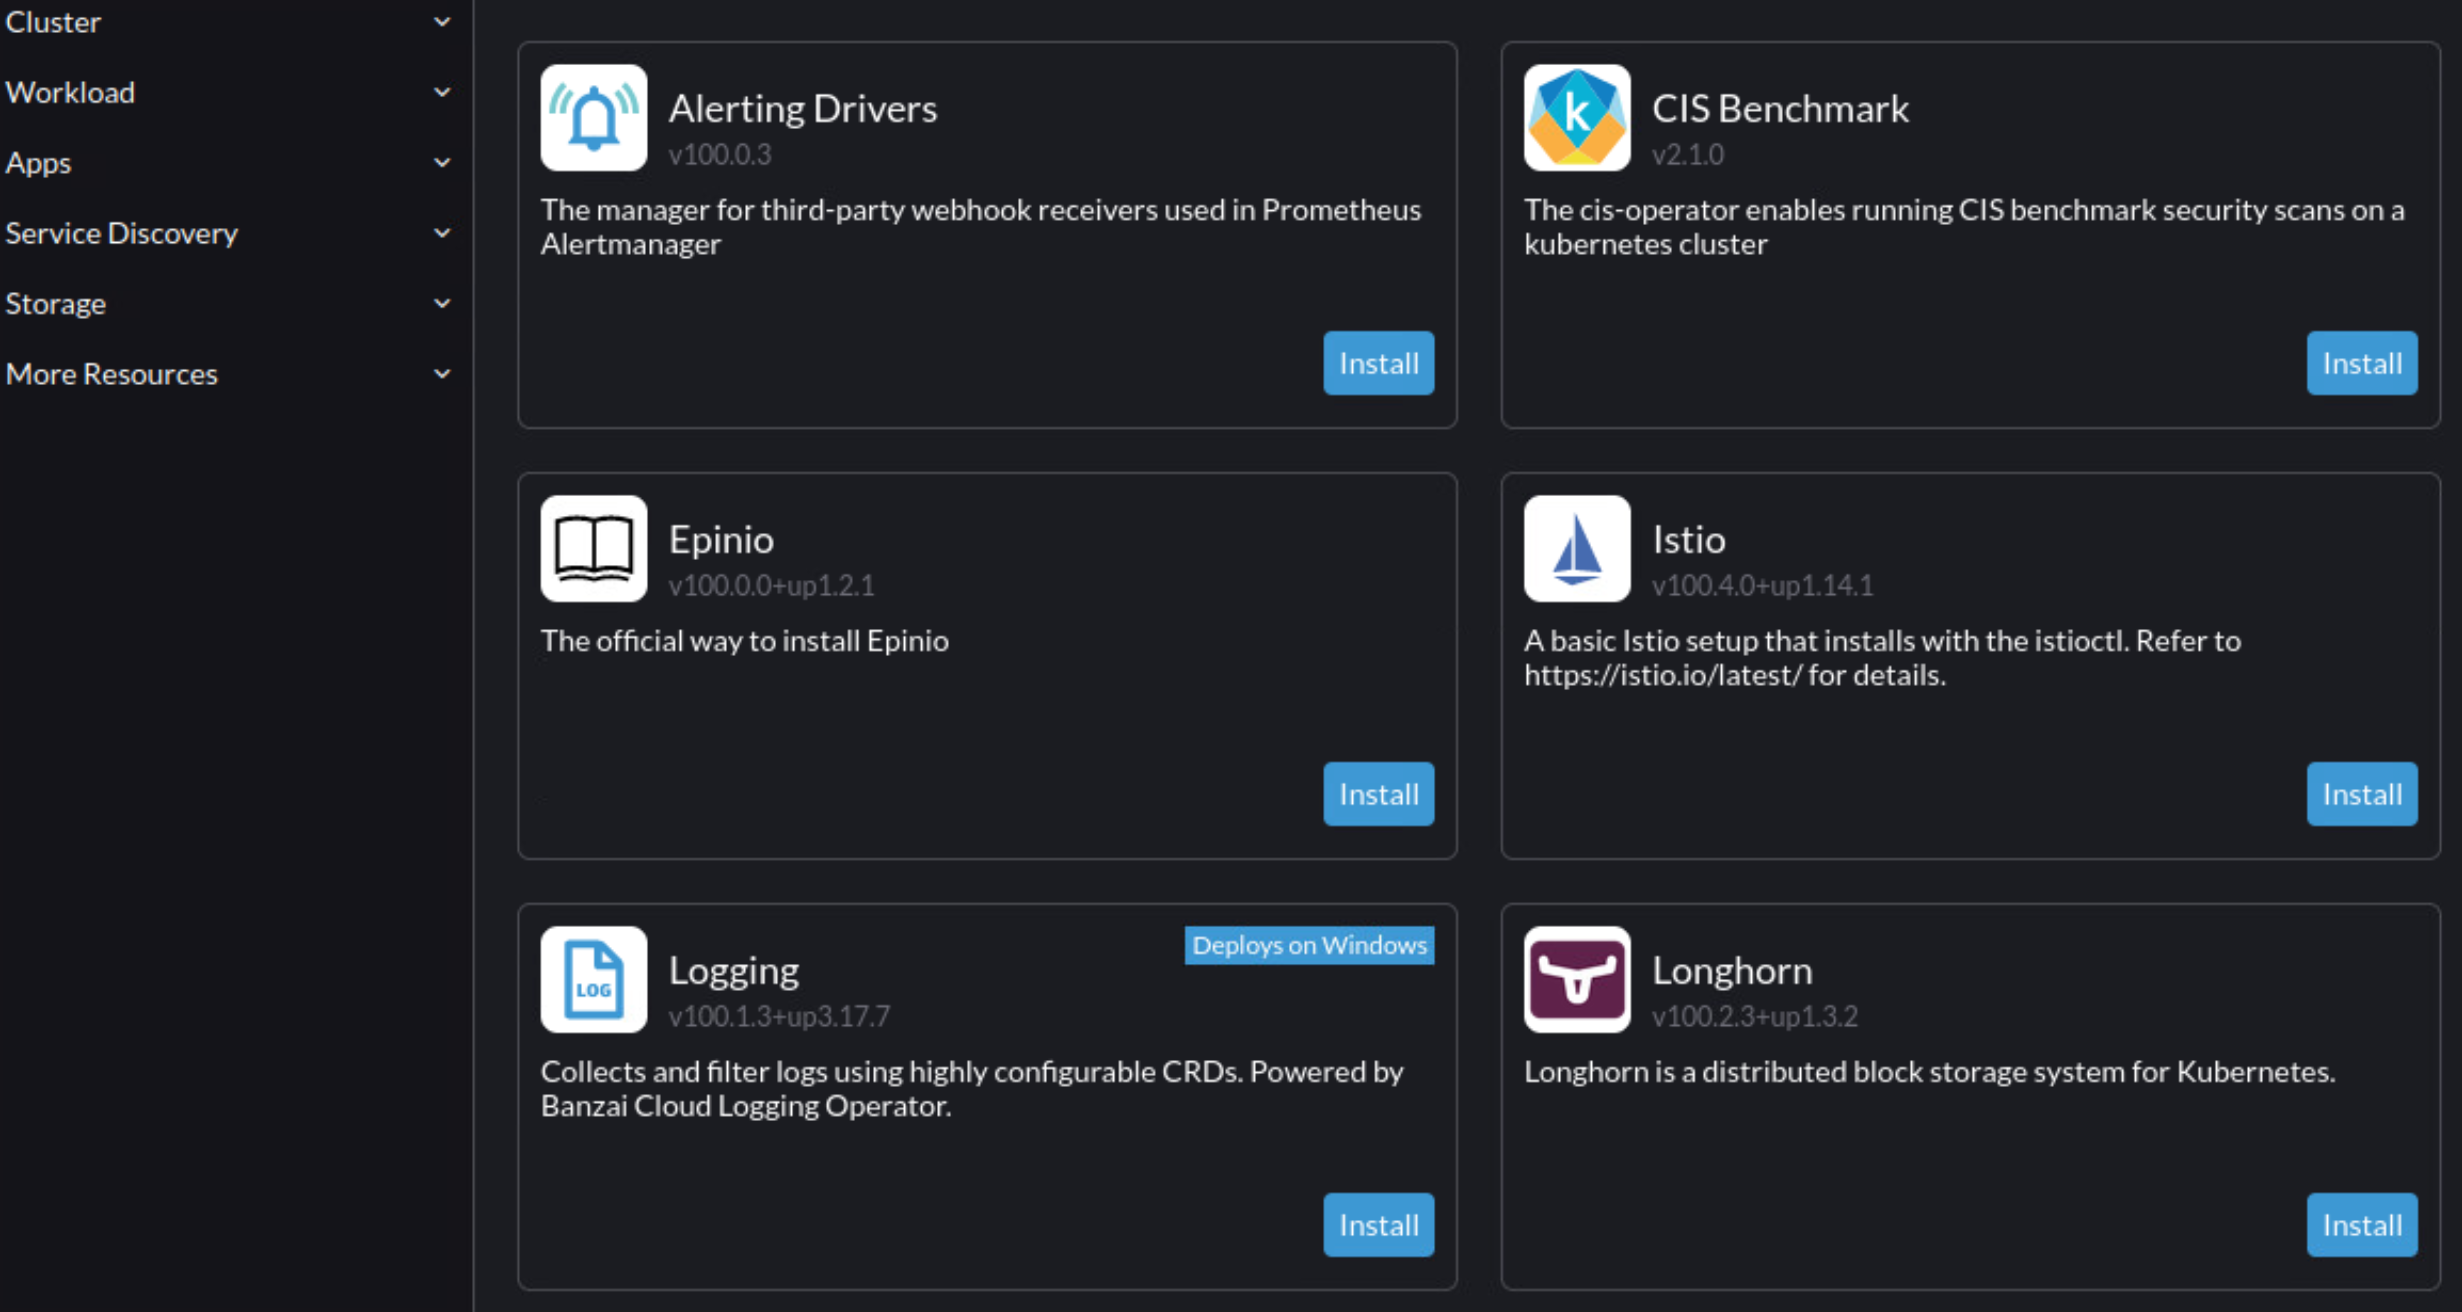 Cluster
Workload
Apps
Service Discovery
Storage
More Resources
Alerting Drivers
v100.0.3
The manager for third-party webhook receivers used in Prometheus
Alertmanager
Install
k
CIS Benchmark
v2.1.0
The cis-operator enables running CIS benchmark security scans on a
kubernetes cluster
Install
Epinio
v100.0.0+up1.2.1
The official way to install Epinio
Install
Istio
v100.4.0+up1.14.1
A basic Istio setup that installs with the istioctl. Refer to
https://istio.io/latest/ for details.
Install
LOG
Logging
v100.1.3+up3.17.7
Deploys on Windows
Collects and filter logs using highly configurable CRDs. Powered by
Banzai Cloud Logging Operator.
Install
Longhorn
v100.2.3+up1.3.2
Longhorn is a distributed block storage system for Kubernetes.
Install